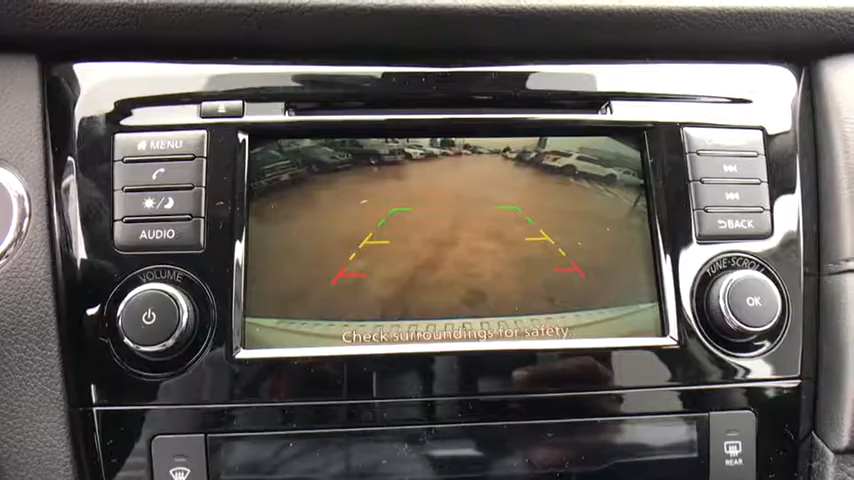 MENU
AUDIO
VOLUME
Check surroundings for safety.
BACK
TUNE·SCROLL
OK
REAR